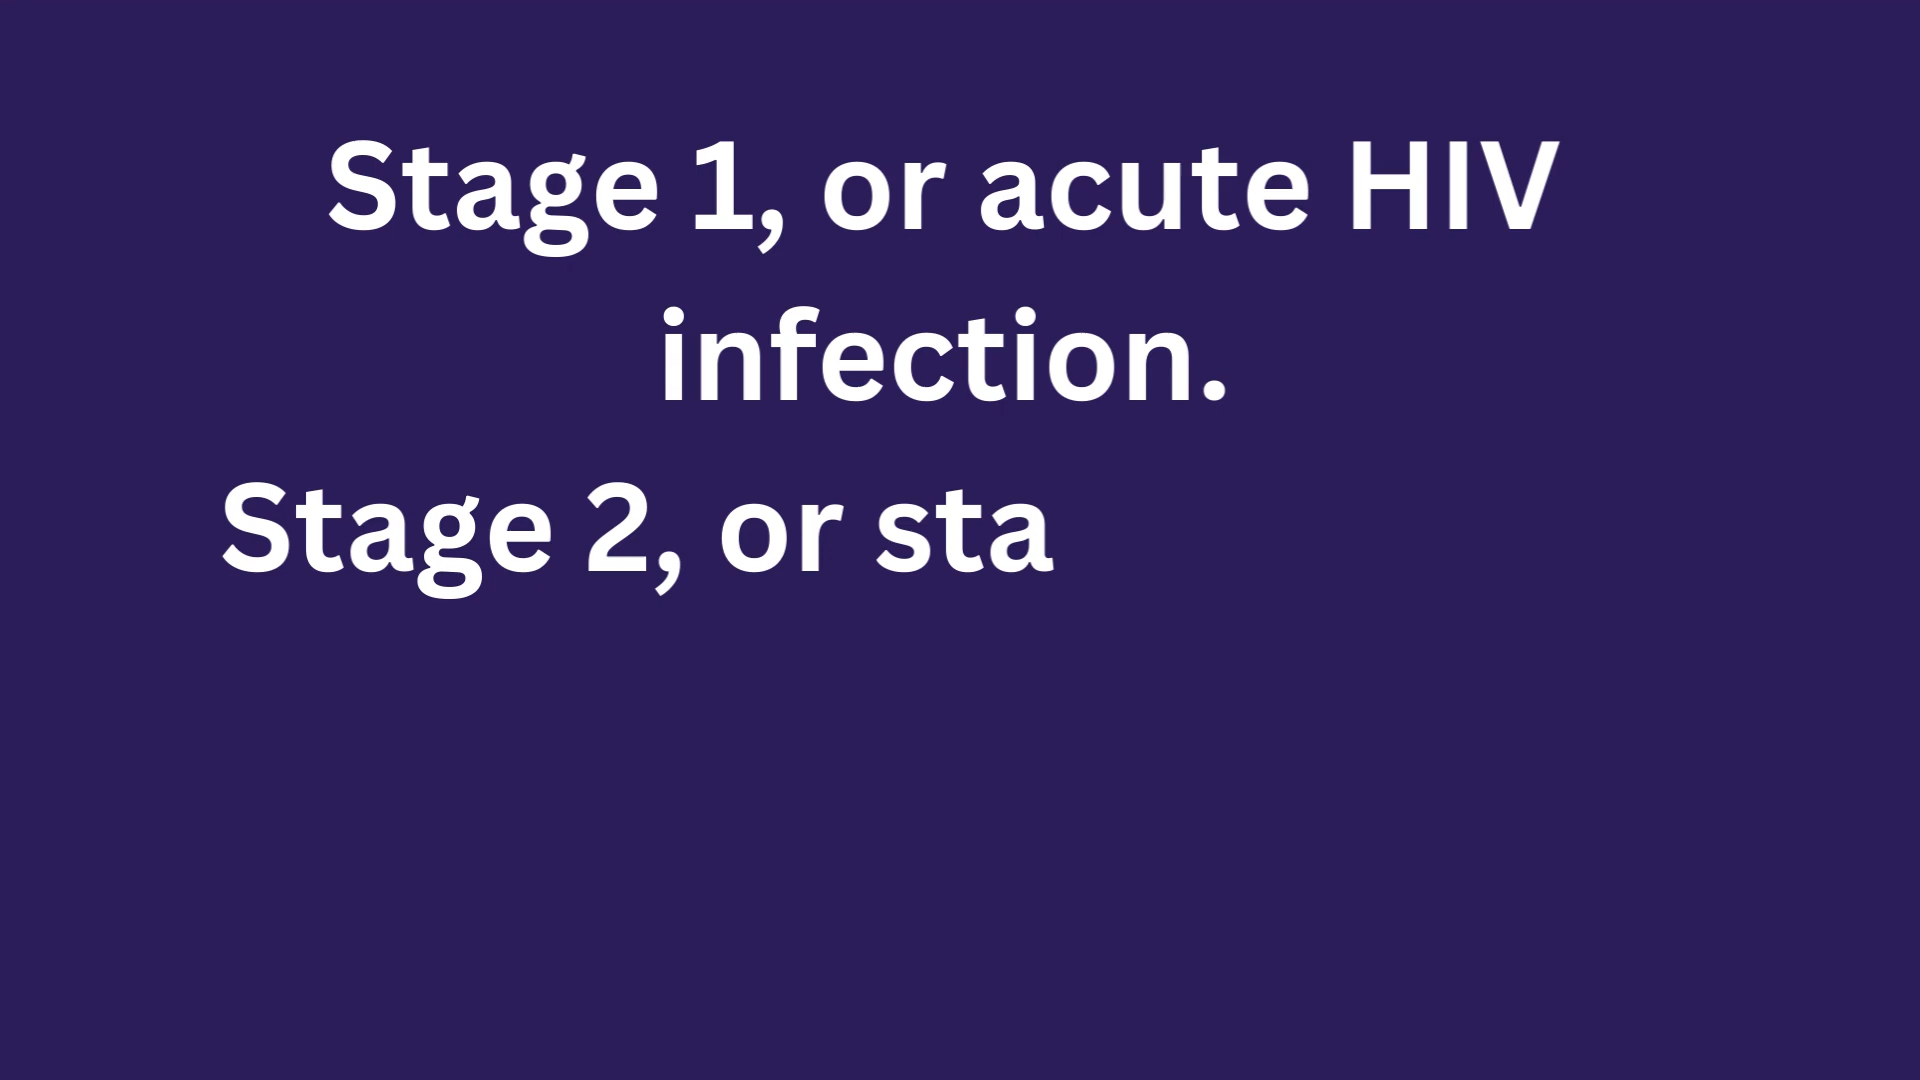 Stage 1, or acute HIV
infection.
Stage 2, or sta